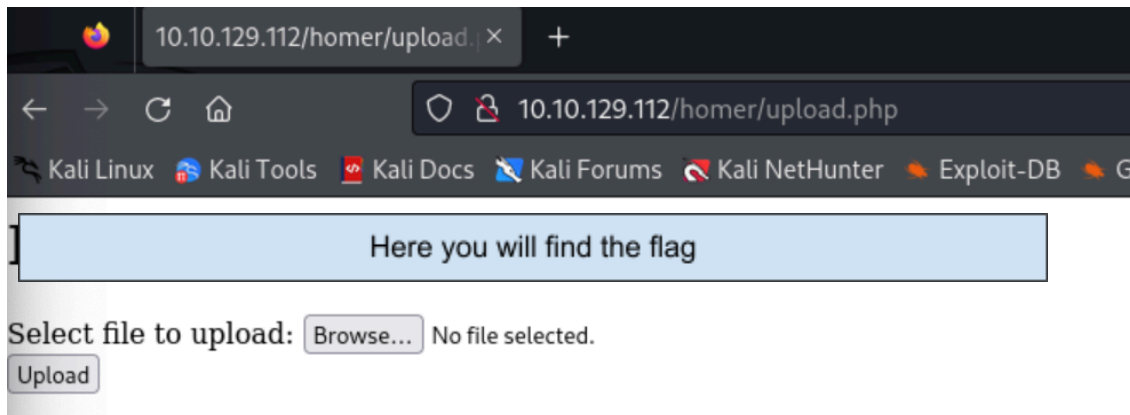 10.10.129.112/homer/upload.
10.10.129.112/homer/upload.php
Kali Linux Kali Tools Kali Docs Kali Forums Kali NetHunter Exploit-DB G
Here you will find the flag
Select file to upload: Browse... No file selected.
Upload